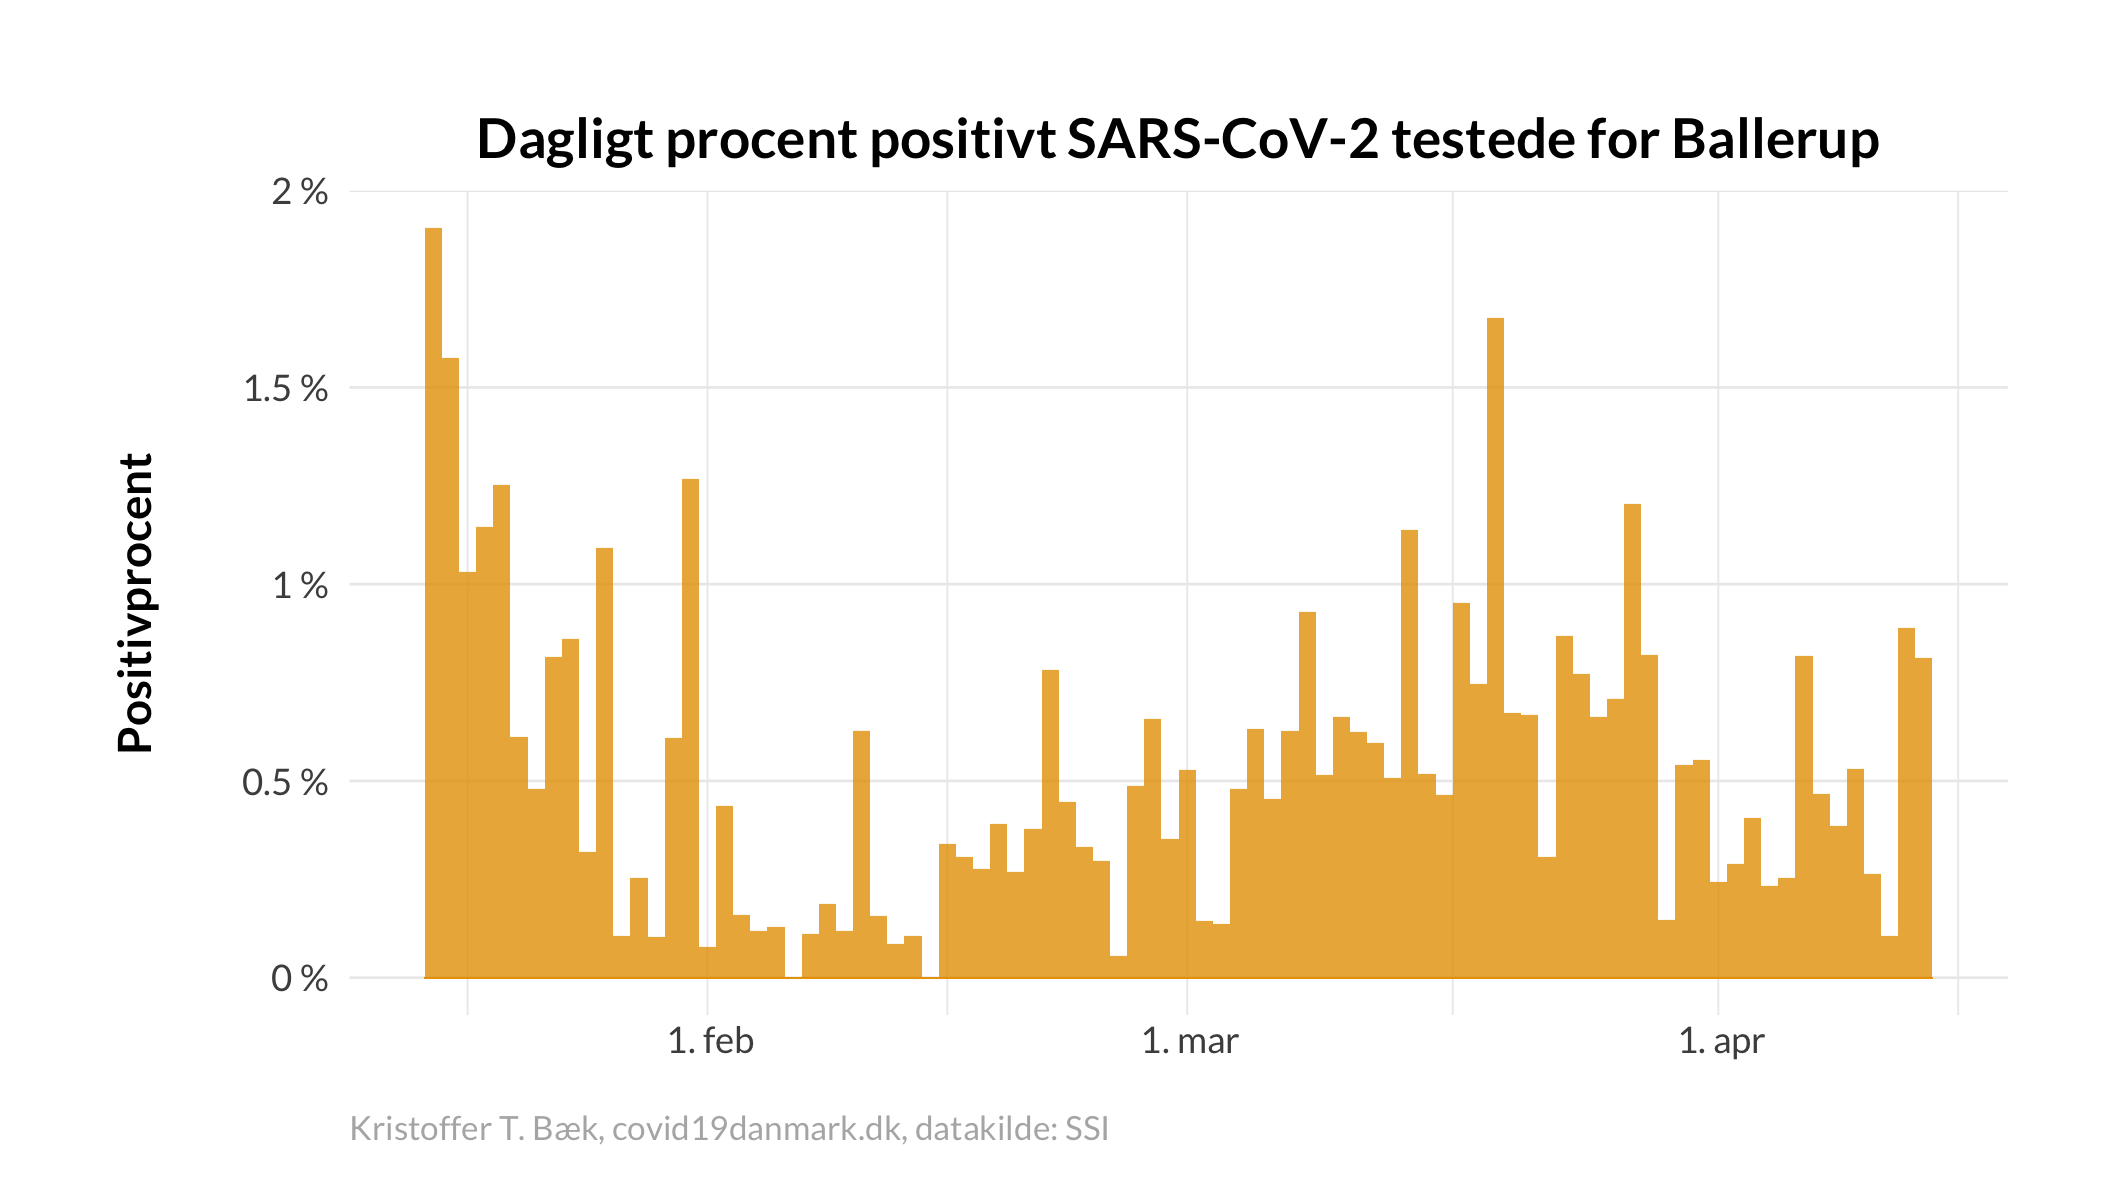 Dagligt procent positivt SARS-CoV-2 testede for Ballerup
Positivprocent
2 %
1.5 %
1 %
0.5 %
0 %
1. feb
1. mar
1. apr
Kristoffer T. Bæk, covid19danmark.dk, datakilde: SSI